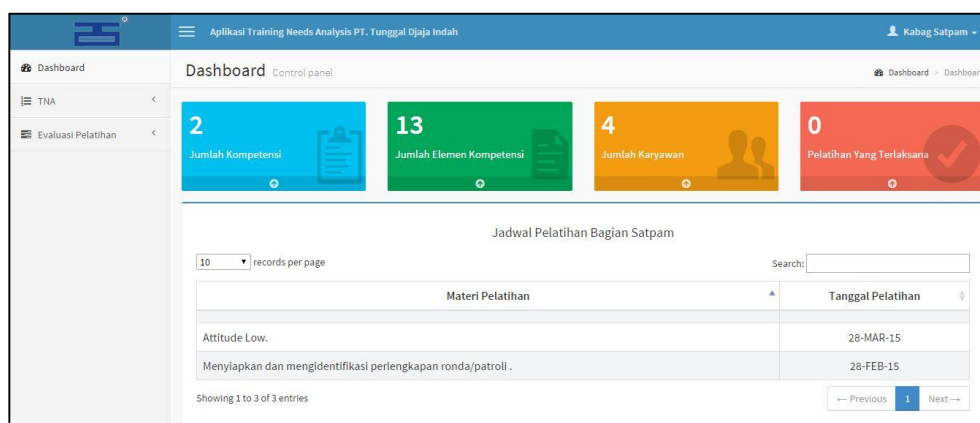 Aplikasi Training Needs Analysis PT. Tunggal Djaja Indah
Kabag Satpam
Dashboard
TNA
Evaluasi Pelatihan
Dashboard Control panel
Dashboard > Dashboar
2
Jumlah Kompetensi
13
Jumlah Elemen Kompetensi
4
Jumlah Karyawan
0
Pelatihan Yang Terlaksana
Jadwal Pelatihan Bagian Satpam
10 records per page
Search:
Materi Pelatihan Tanggal Pelatihan
Attitude Low. 28-MAR-15
Menyiapkan dan mengidentifikasi perlengkapan ronda/patroli . 28-FEB-15
Showing 1 to 3 of 3 entries
← Previous 1 Next →